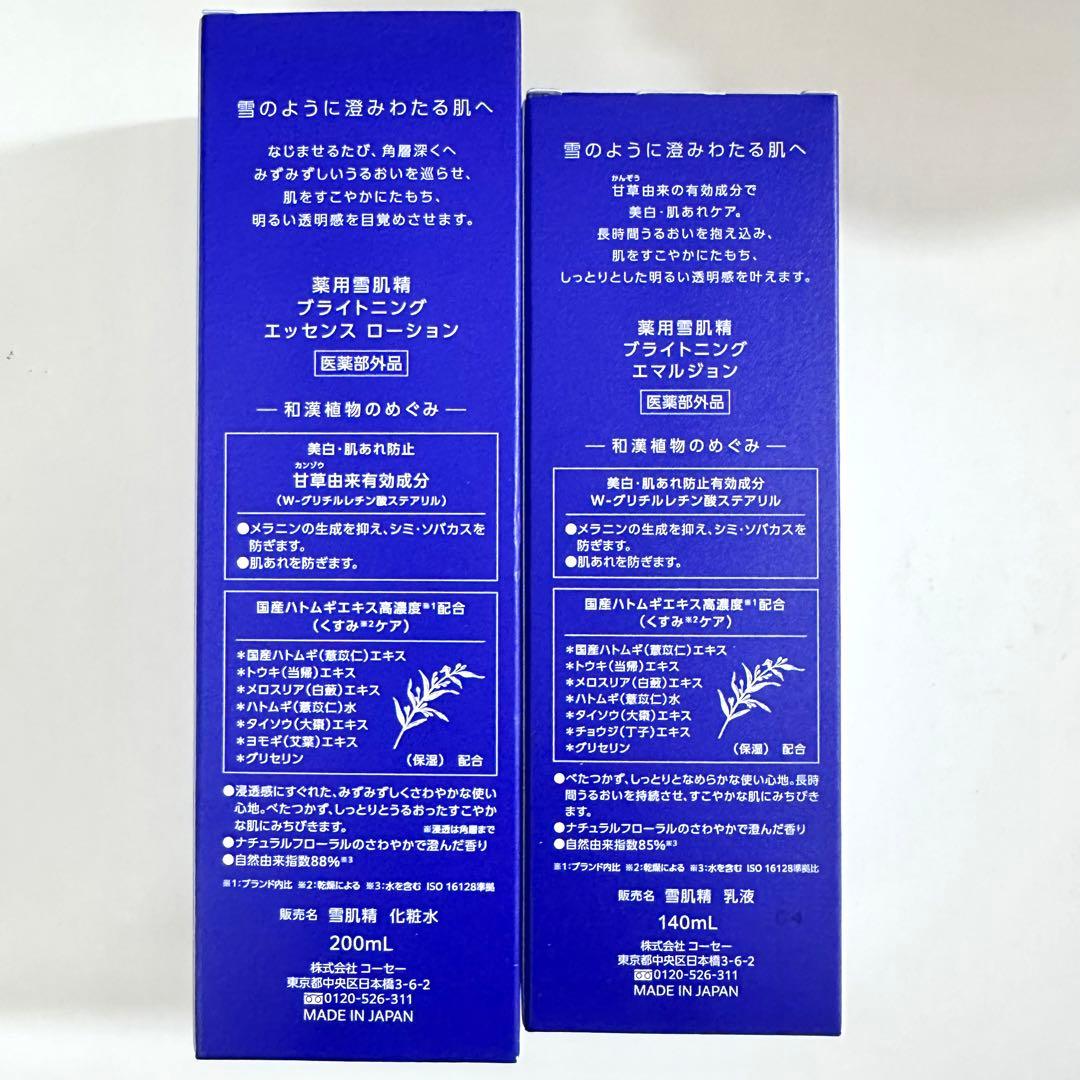 雪のように澄みわたる肌へ
なじませるたび、角層深くへ
みずみずしいうるおいを巡らせ、
肌をすこやかにたもち、
明るい透明感を目覚めさせます。
薬用雪肌精
ブライトニング
エッセンス ローション
医薬部外品
― 和漢植物のめぐみ ―
美白・肌あれ防止
カンゾウ
甘草由来有効成分
(W-グリチルレチン酸ステアリル)
●メラニンの生成を抑え、シミ・ソバカスを
防ぎます。
●肌あれを防ぎます。
国産ハトムギエキス高濃度※1配合
(くすみ※2ケア)
*国産ハトムギ(薏苡仁)エキス
*トウキ(当帰)エキス
*メロスリア(白蘞)エキス
*ハトムギ(薏苡仁)水
*タイソウ(大棗)エキス
*ヨモギ(艾葉)エキス
*グリセリン
(保湿) 配合
●浸透感にすぐれた、みずみずしくさわやかな使い
心地。べたつかず、しっとりとうるおったすこやか
な肌にみちびきます。 ※浸透は角層まで
●ナチュラルフローラルのさわやかで澄んだ香り
●自然由来指数88%※3
※1:ブランド内比 ※2:乾燥による ※3:水を含む ISO 16128準拠
販売名 雪肌精 化粧水
200mL
株式会社 コーセー
東京都中央区日本橋3-6-2
0120-526-311
MADE IN JAPAN
雪のように澄みわたる肌へ
かんぞう
甘草由来の有効成分で
美白・肌あれケア。
長時間うるおいを抱え込み、
肌をすこやかにたもち、
しっとりとした明るい透明感を叶えます。
薬用雪肌精
ブライトニング
エマルジョン
医薬部外品
― 和漢植物のめぐみ ―
美白・肌あれ防止有効成分
W-グリチルレチン酸ステアリル
●メラニンの生成を抑え、シミ・ソバカスを
防ぎます。
●肌あれを防ぎます。
国産ハトムギエキス高濃度※1配合
(くすみ※2ケア)
*国産ハトムギ(薏苡仁)エキス
*トウキ(当帰)エキス
*メロスリア(白蘞)エキス
*ハトムギ(薏苡仁)水
*タイソウ(大棗)エキス
*チョウジ(丁子)エキス
*グリセリン
(保湿) 配合
●べたつかず、しっとりとなめらかな使い心地。長時
間うるおいを持続させ、すこやかな肌にみちびき
ます。
●ナチュラルフローラルのさわやかで澄んだ香り
●自然由来指数85%※3
※1:ブランド内比 ※2:乾燥による ※3:水を含む ISO 16128準拠比
販売名 雪肌精 乳液
140mL
株式会社 コーセー
東京都中央区日本橋3-6-2
0120-526-311
MADE IN JAPAN